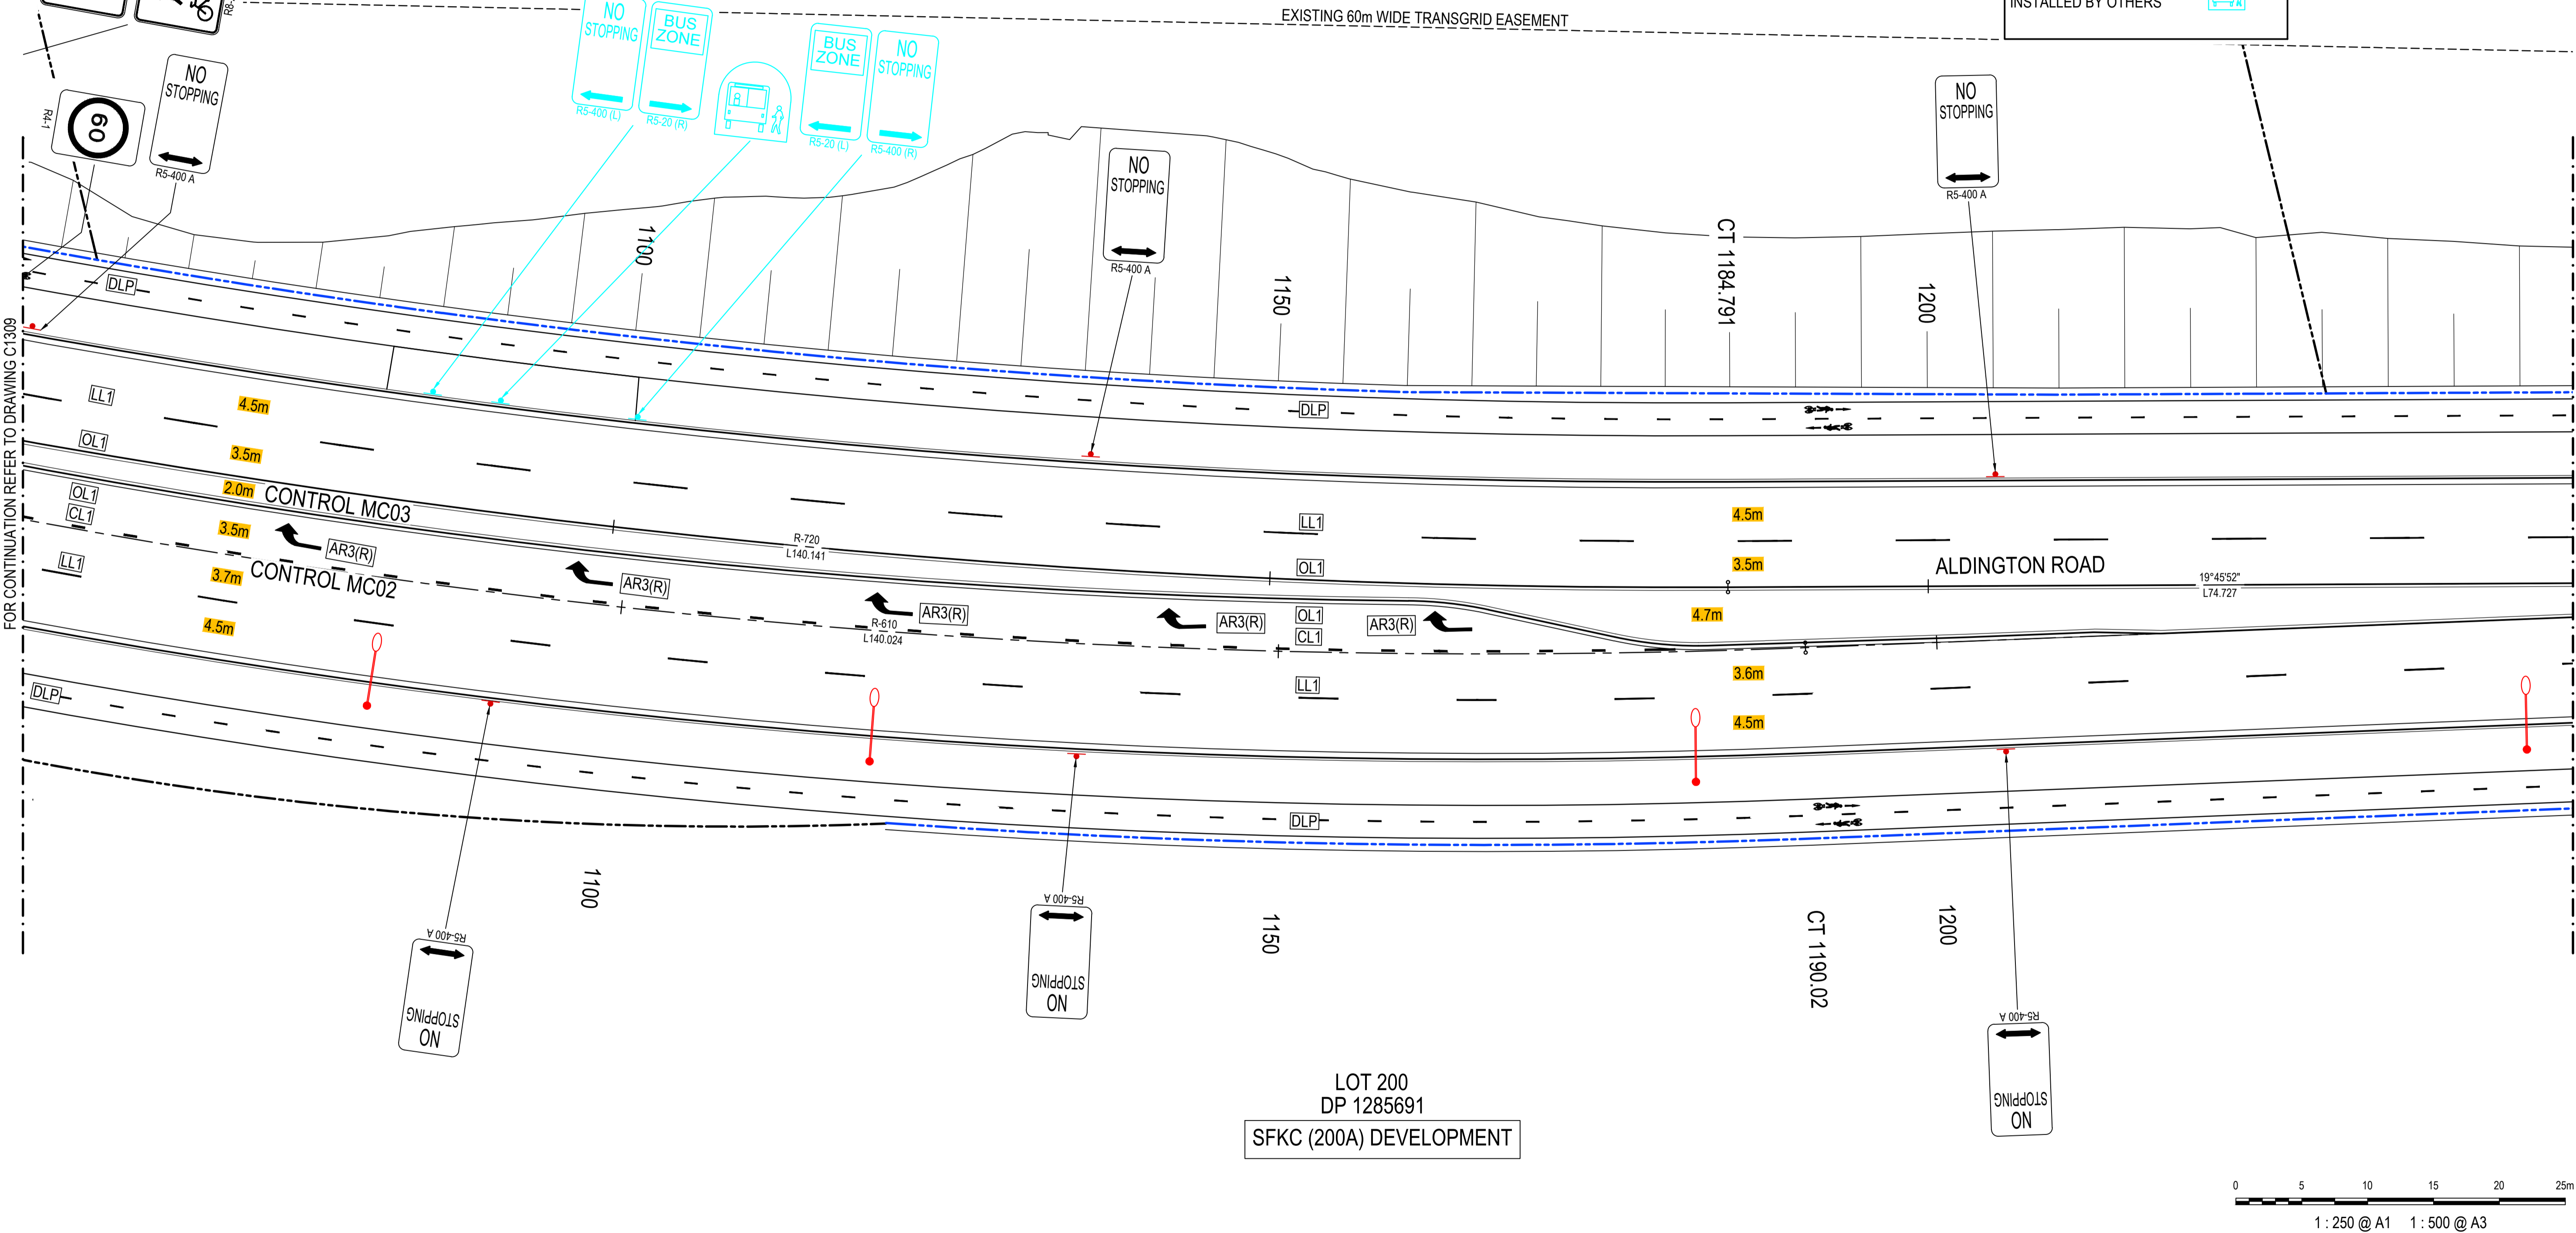 EXISTING 60m WIDE TRANSGRID EASEMENT
INSTALLED BY OTHERS
R8-
60
R4-1
NO
STOPPING
R5-400 A
NO
STOPPING
R5-400 (L)
BUS
ZONE
R5-20 (R)
BUS
ZONE
R5-20 (L)
NO
STOPPING
R5-400 (R)
NO
STOPPING
R5-400 A
NO
STOPPING
R5-400 A
1100
1150
CT 1184.791
1200
FOR CONTINUATION REFER TO DRAWING C1309
DLP
DLP
LL1
4.5m
OL1
3.5m
2.0m
CONTROL MC03
OL1
CL1
3.5m
AR3(R)
LL1
3.7m
CONTROL MC02
4.5m
AR3(R)
R-720
L140.141
AR3(R)
R-610
L140.024
AR3(R)
AR3(R)
LL1
OL1
OL1
CL1
LL1
4.5m
3.5m
4.7m
3.6m
4.5m
ALDINGTON ROAD
19°45'52"
L74.727
DLP
DLP
1100
1150
CT 1190.02
1200
R5-400 A
NO
STOPPING
R5-400 A
NO
STOPPING
R5-400 A
NO
STOPPING
LOT 200
DP 1285691
SFKC (200A) DEVELOPMENT
0 5 10 15 20 25m
1 : 250 @ A1 1 : 500 @ A3